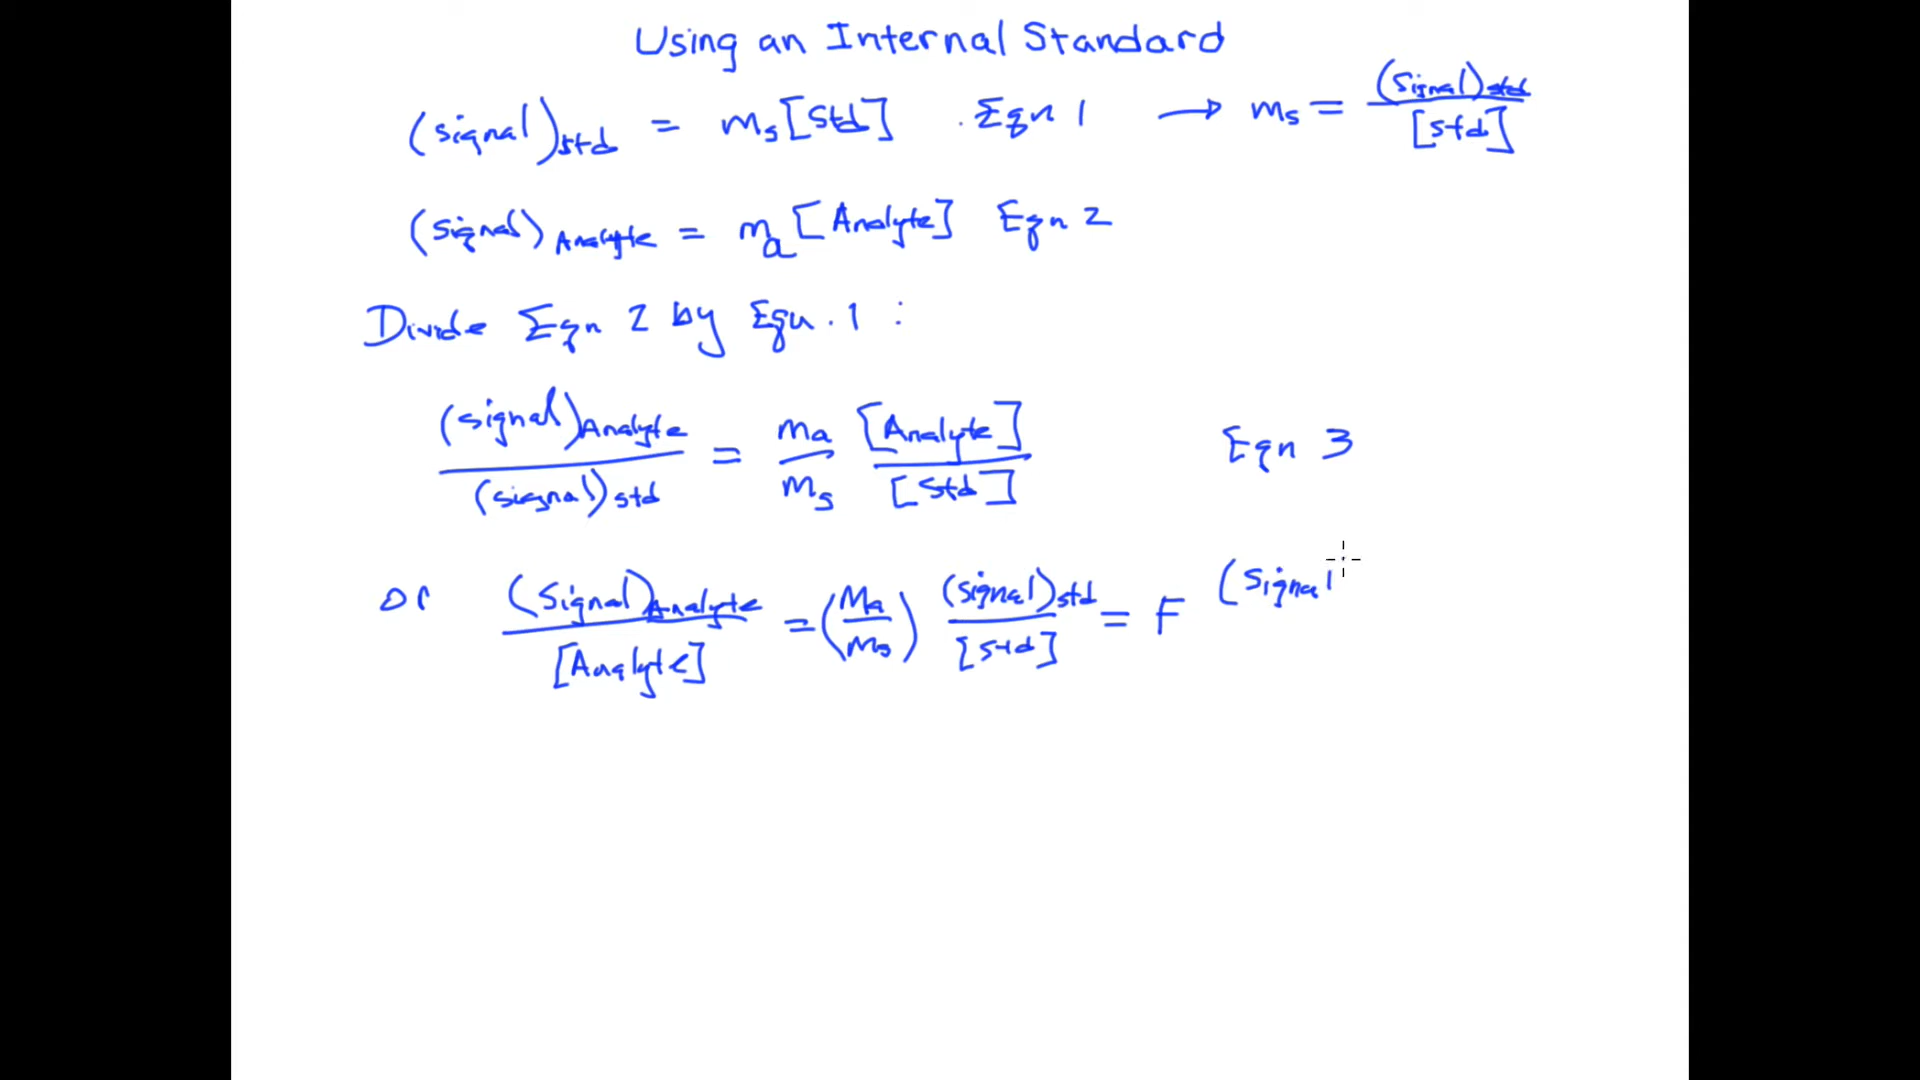 Using an Internal Standard
(signal)std = ms[Std] . Eqn 1 → ms = (Signal)std / [std]
(signal)Analyte = ma [Analyte] Eqn 2
Divide Eqn 2 by Eqn. 1 :
(signal)Analyte / (signal)std = ma / ms [Analyte] / [Std] Eqn 3
or (Signal)Analyte / [Analyte] = (Ma / Ms) (signal)std / [std] = F (Signal